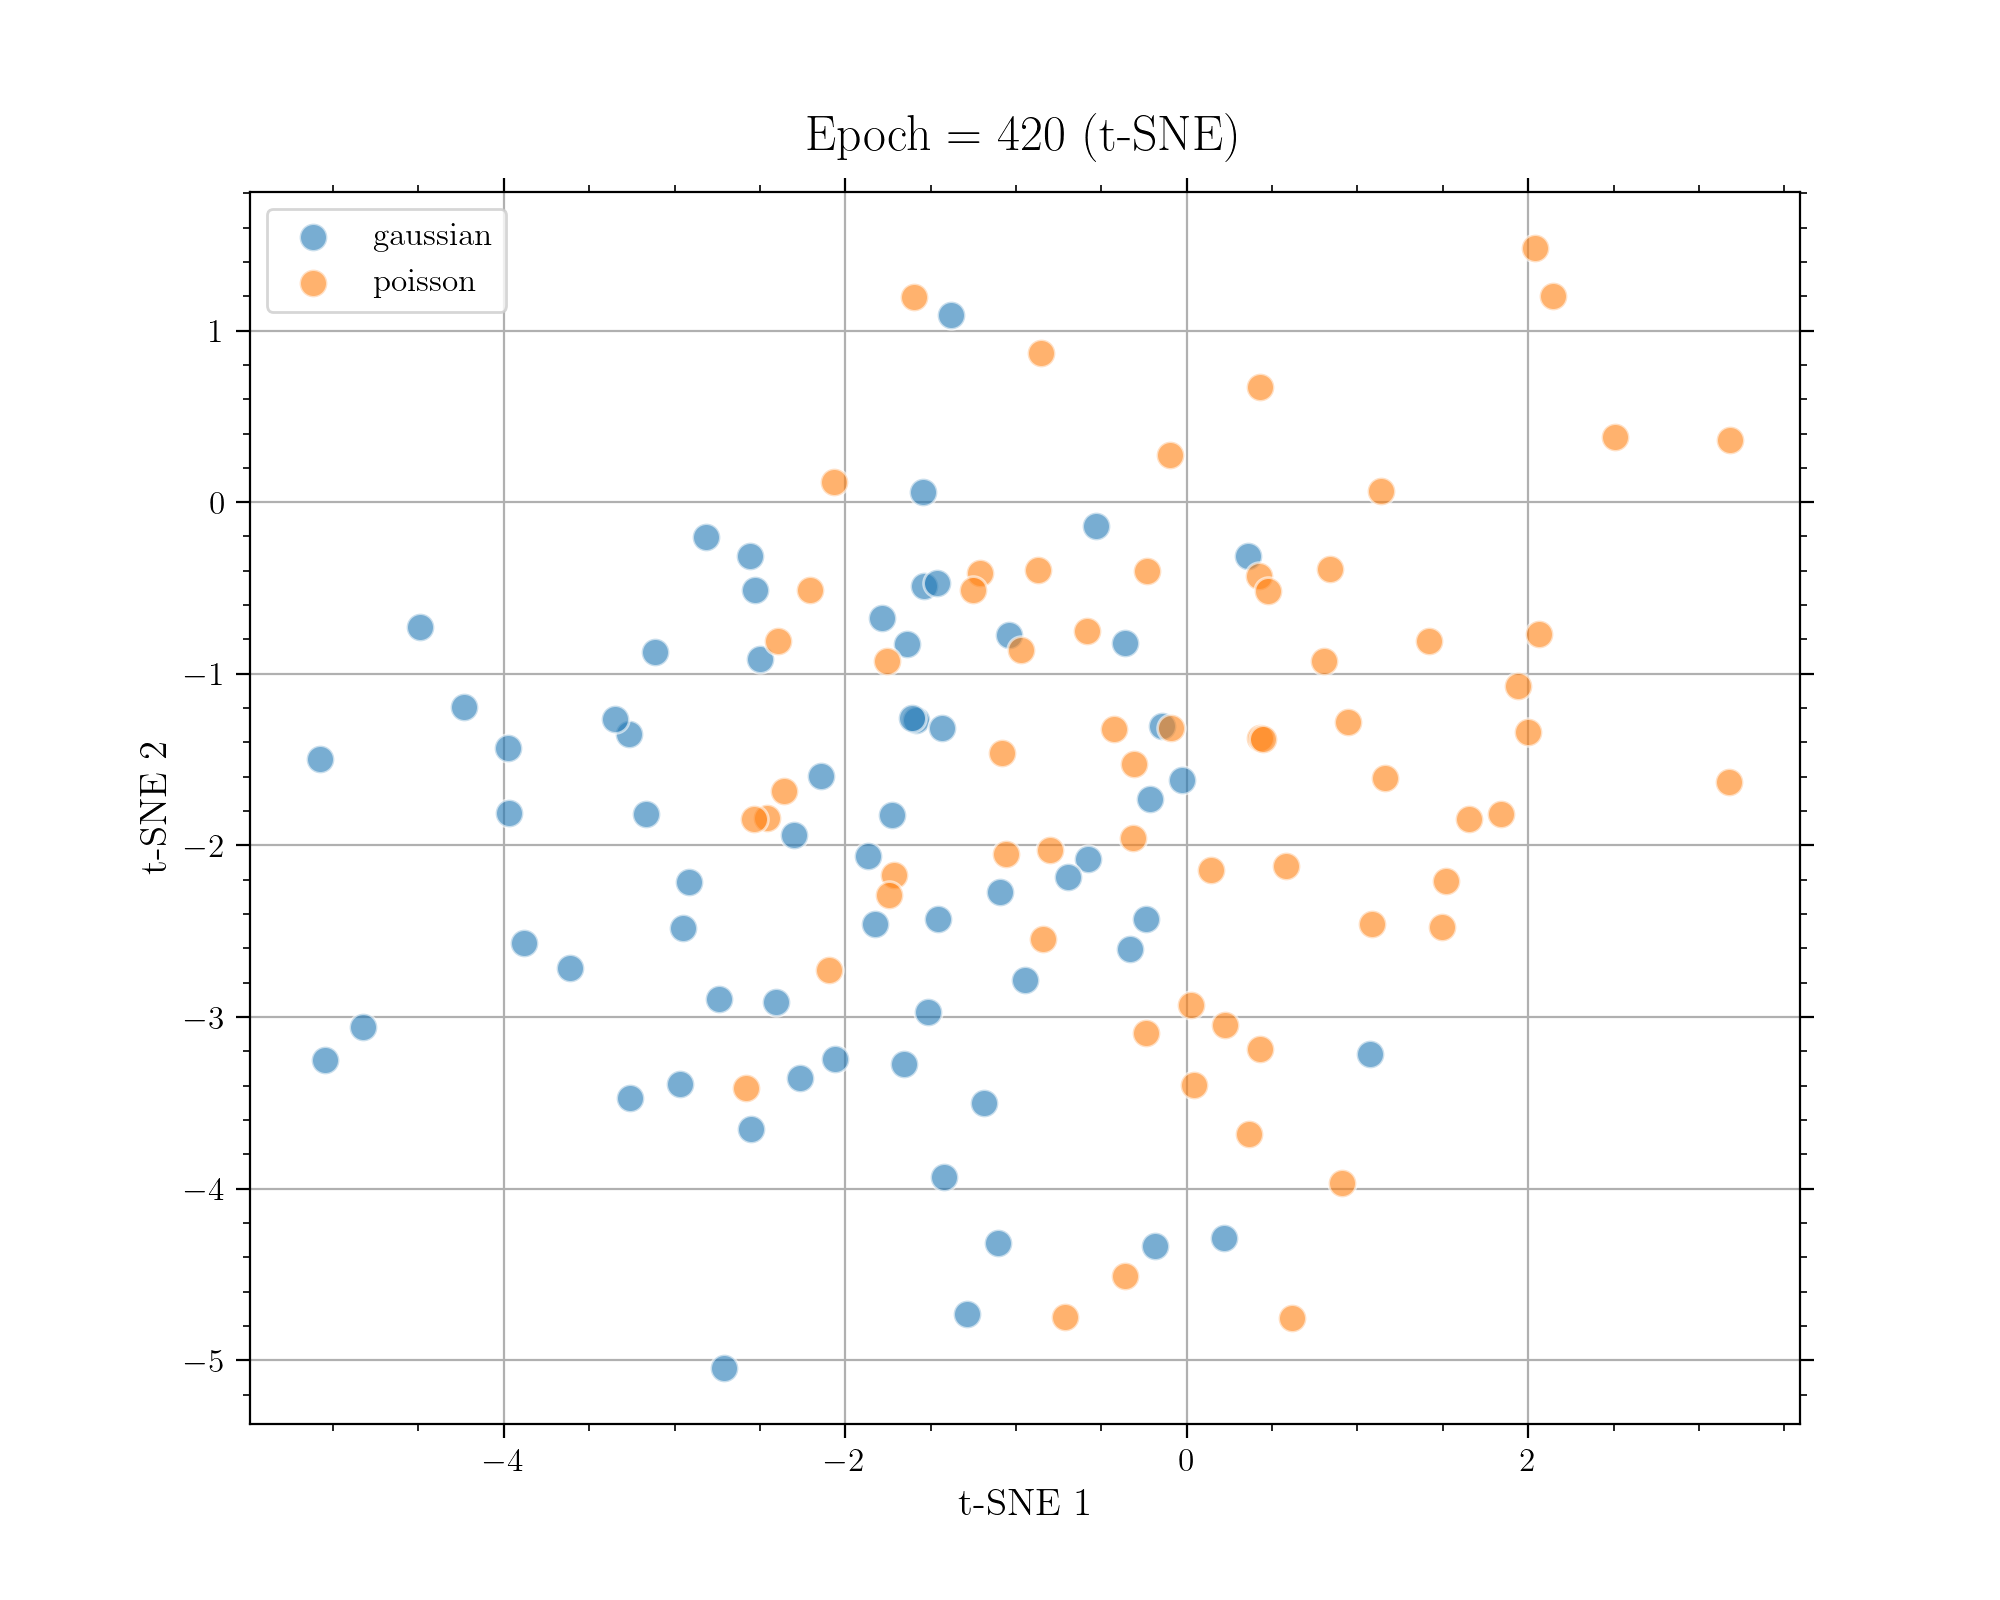 Epoch = 420 (t-SNE)
gaussian
poisson
1
0
−1
−2
−3
−4
−5
t-SNE 2
−4
−2
0
2
t-SNE 1